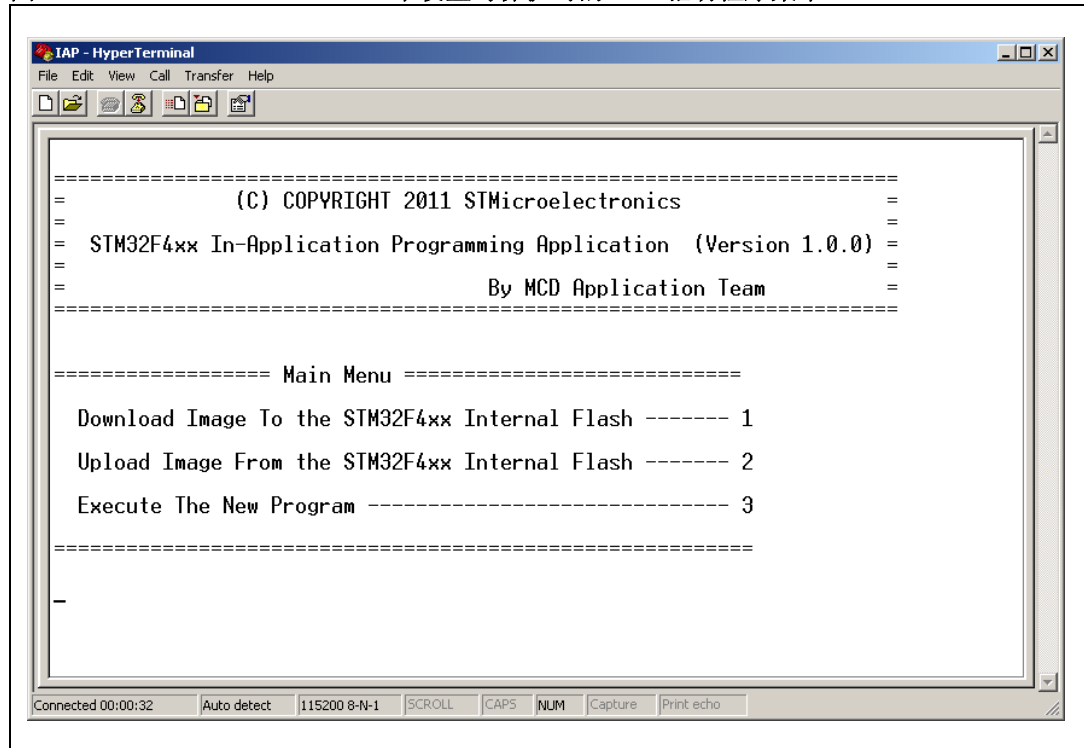 IAP - HyperTerminal
File Edit View Call Transfer Help
======================================================================
= (C) COPYRIGHT 2011 STMicroelectronics =
= =
= STM32F4xx In-Application Programming Application (Version 1.0.0) =
= =
= By MCD Application Team =
======================================================================
================== Main Menu ============================
Download Image To the STM32F4xx Internal Flash ------- 1
Upload Image From the STM32F4xx Internal Flash ------- 2
Execute The New Program ------------------------------ 3
==========================================================
_
Connected 00:00:32 Auto detect 115200 8-N-1 SCROLL CAPS NUM Capture Print echo